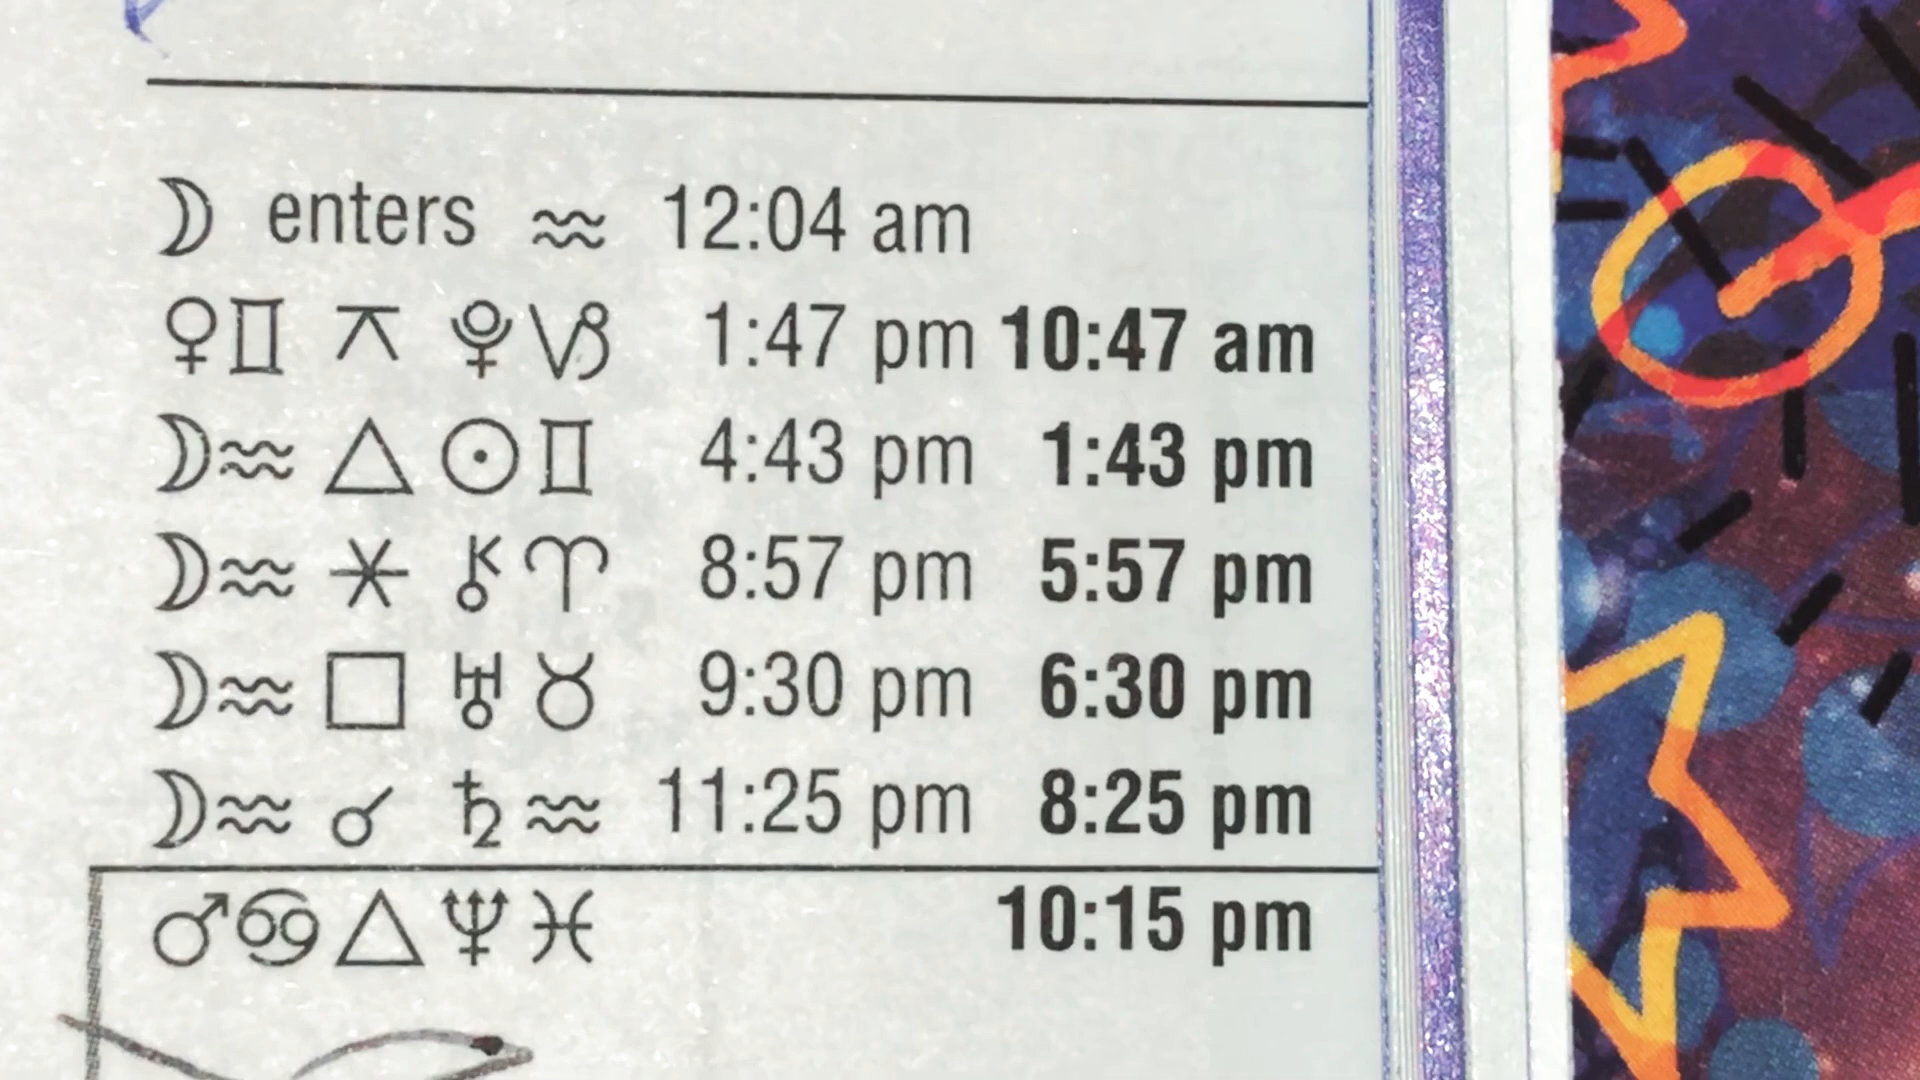 ☽ enters ♒ 12:04 am
♀♊ ⚻ ⯓♑ 1:47 pm 10:47 am
☽♒ △ ☉♊ 4:43 pm 1:43 pm
☽♒ ⚹ ⚷♈ 8:57 pm 5:57 pm
☽♒ □ ♅♉ 9:30 pm 6:30 pm
☽♒ ☌ ♄♒ 11:25 pm 8:25 pm
♂♋ △ ♆♓ 10:15 pm